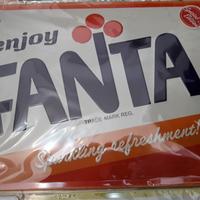 enjoy
FANTA
TRADE MARK REG.
Sparkling refreshment!